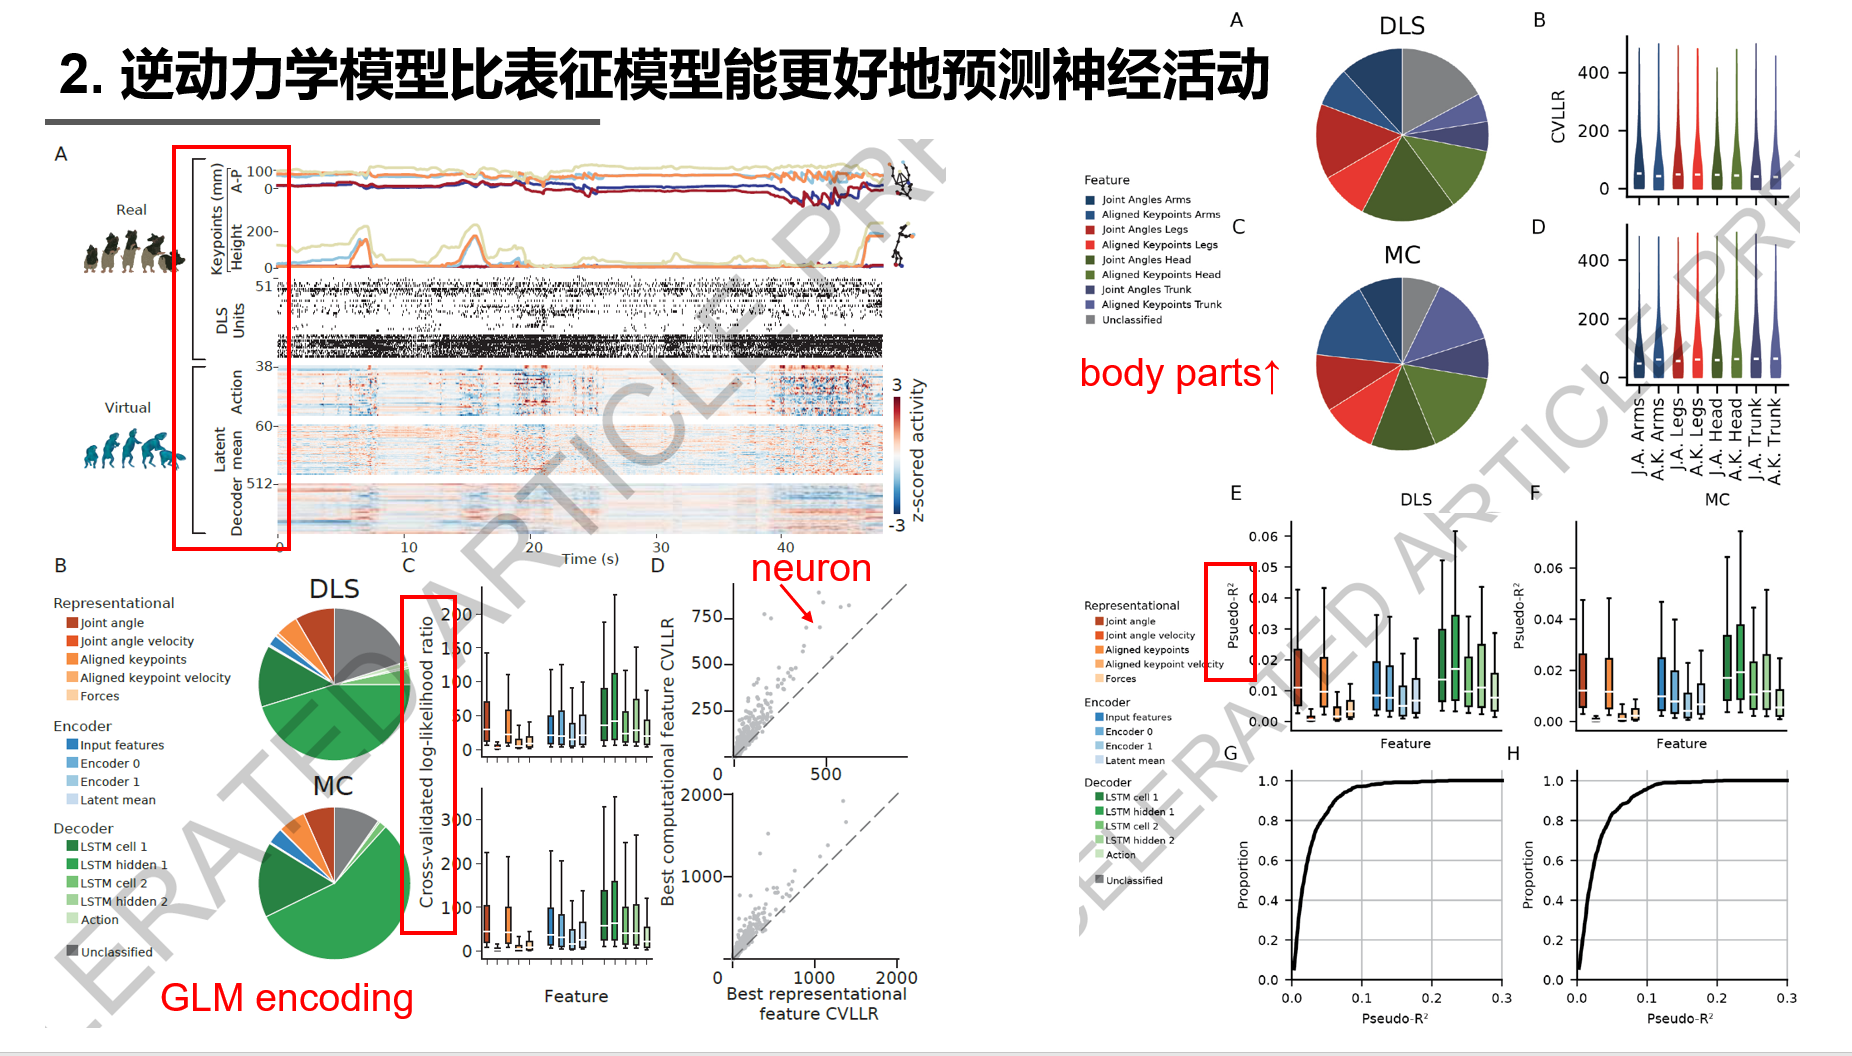 2. 逆动力学模型比表征模型能更好地预测神经活动
A
Real
Virtual
Keypoints (mm)
A-P
Height
100
0
200
0
51
DLS
Units
38
Action
60
Latent
mean
512
Decoder
3
-3
z-scored activity
0
10
20
30
40
Time (s)
B
Representational
Joint angle
Joint angle velocity
Aligned keypoints
Aligned keypoint velocity
Forces
Encoder
Input features
Encoder 0
Encoder 1
Latent mean
Decoder
LSTM cell 1
LSTM hidden 1
LSTM cell 2
LSTM hidden 2
Action
Unclassified
DLS
MC
GLM encoding
C
Cross-validated log-likelihood ratio
200
150
100
50
0
300
200
100
0
Feature
D
neuron
Best computational feature CVLLR
750
500
250
0
500
2000
1000
0
1000
2000
Best representational
feature CVLLR
A
DLS
Feature
Joint Angles Arms
Aligned Keypoints Arms
Joint Angles Legs
Aligned Keypoints Legs
Joint Angles Head
Aligned Keypoints Head
Joint Angles Trunk
Aligned Keypoints Trunk
Unclassified
B
CVLLR
400
200
0
C
MC
body parts↑
D
400
200
0
J.A. Arms
A.K. Arms
J.A. Legs
A.K. Legs
J.A. Head
A.K. Head
J.A. Trunk
A.K. Trunk
E
DLS
Psuedo-R²
0.06
0.05
0.04
0.03
0.02
0.01
0.00
Feature
F
MC
Psuedo-R²
0.06
0.04
0.02
0.00
Feature
Representational
Joint angle
Joint angle velocity
Aligned keypoints
Aligned keypoint velocity
Forces
Encoder
Input features
Encoder 0
Encoder 1
Latent mean
Decoder
LSTM cell 1
LSTM hidden 1
LSTM cell 2
LSTM hidden 2
Action
Unclassified
G
Proportion
1.0
0.8
0.6
0.4
0.2
0.0
0.0
0.1
0.2
0.3
Pseudo-R²
H
Proportion
1.0
0.8
0.6
0.4
0.2
0.0
0.0
0.1
0.2
0.3
Pseudo-R²
ELERATED ARTICLE PR
CELERATED ARTICLE PRE